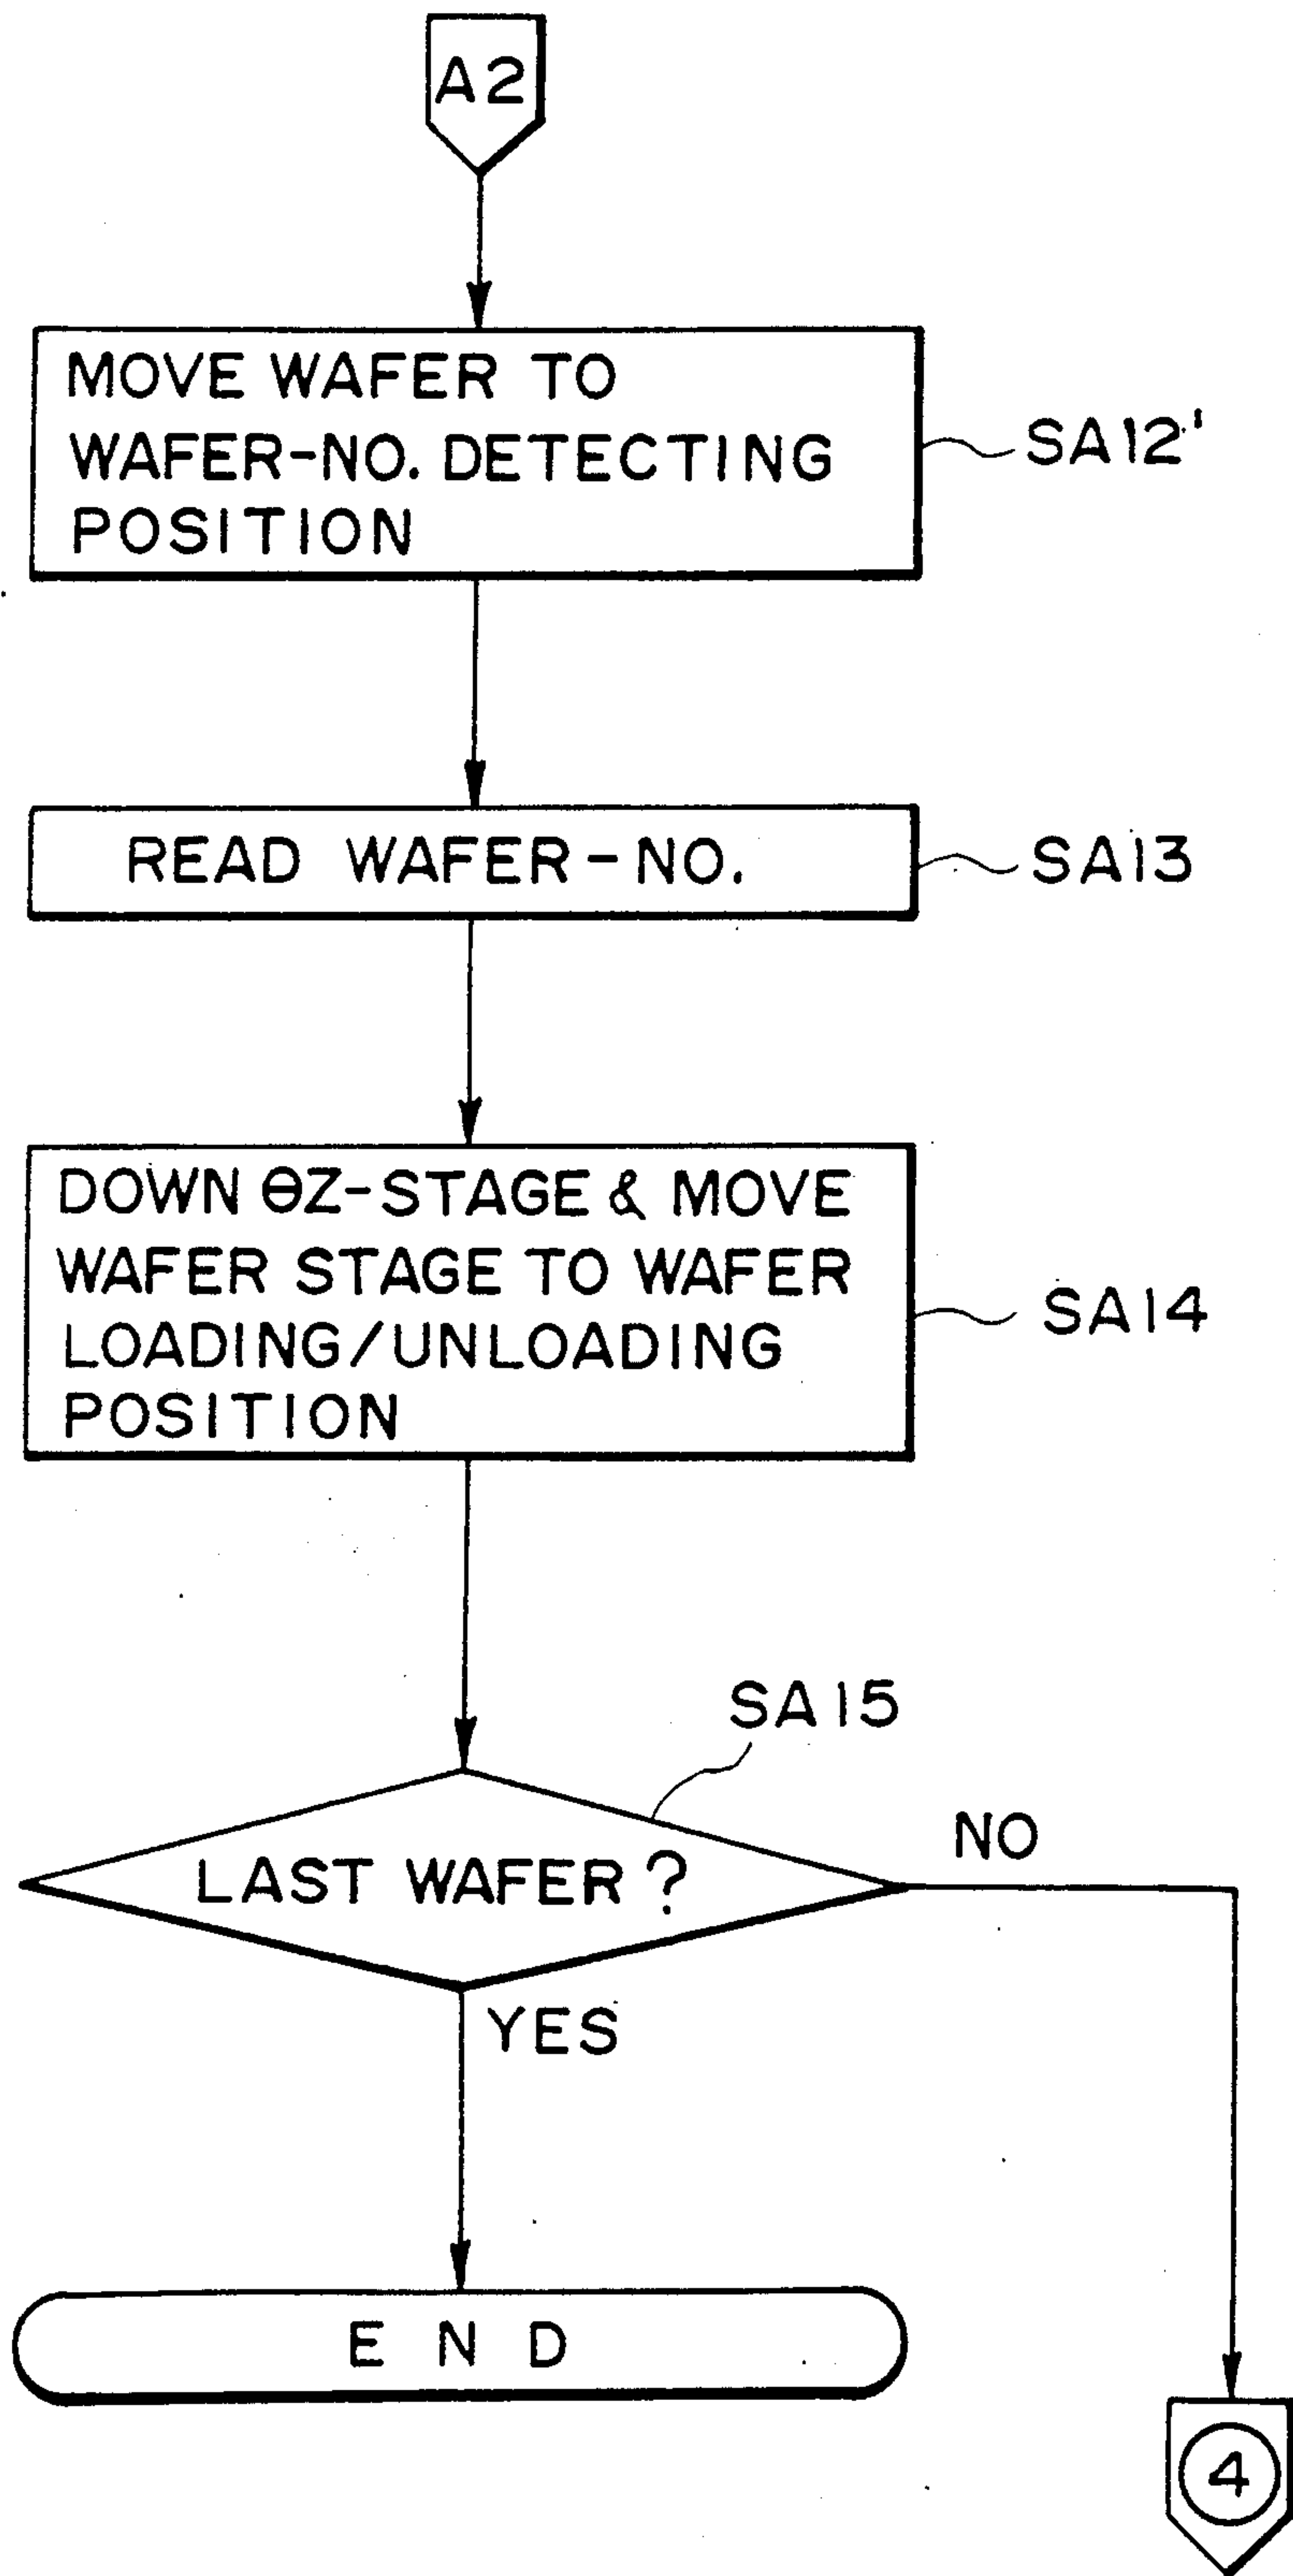 A2
MOVE WAFER TO
WAFER-NO. DETECTING
POSITION
SA12'
READ WAFER-NO.
SA13
DOWN θZ-STAGE & MOVE
WAFER STAGE TO WAFER
LOADING/UNLOADING
POSITION
SA14
SA15
LAST WAFER?
NO
YES
END
4